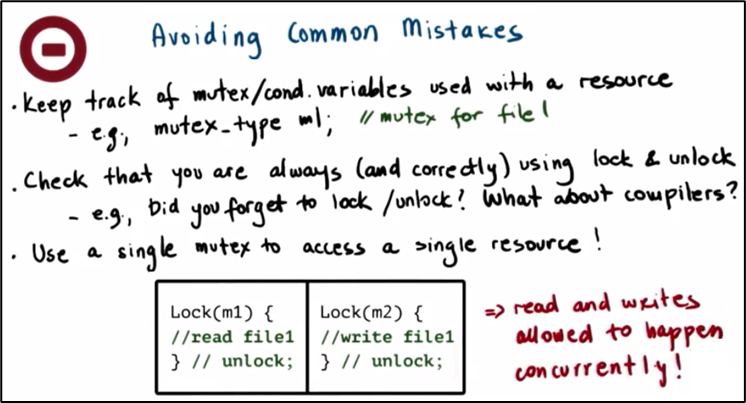 Avoiding Common Mistakes
• Keep track of mutex/cond. variables used with a resource
- e.g., mutex_type m1; // mutex for file 1
• Check that you are always (and correctly) using lock & unlock
- e.g., Did you forget to lock/unlock? What about compilers?
• Use a single mutex to access a single resource!
Lock(m1) {
//read file1
} // unlock;
Lock(m2) {
//write file1
} // unlock;
=> read and writes
allowed to happen
concurrently!